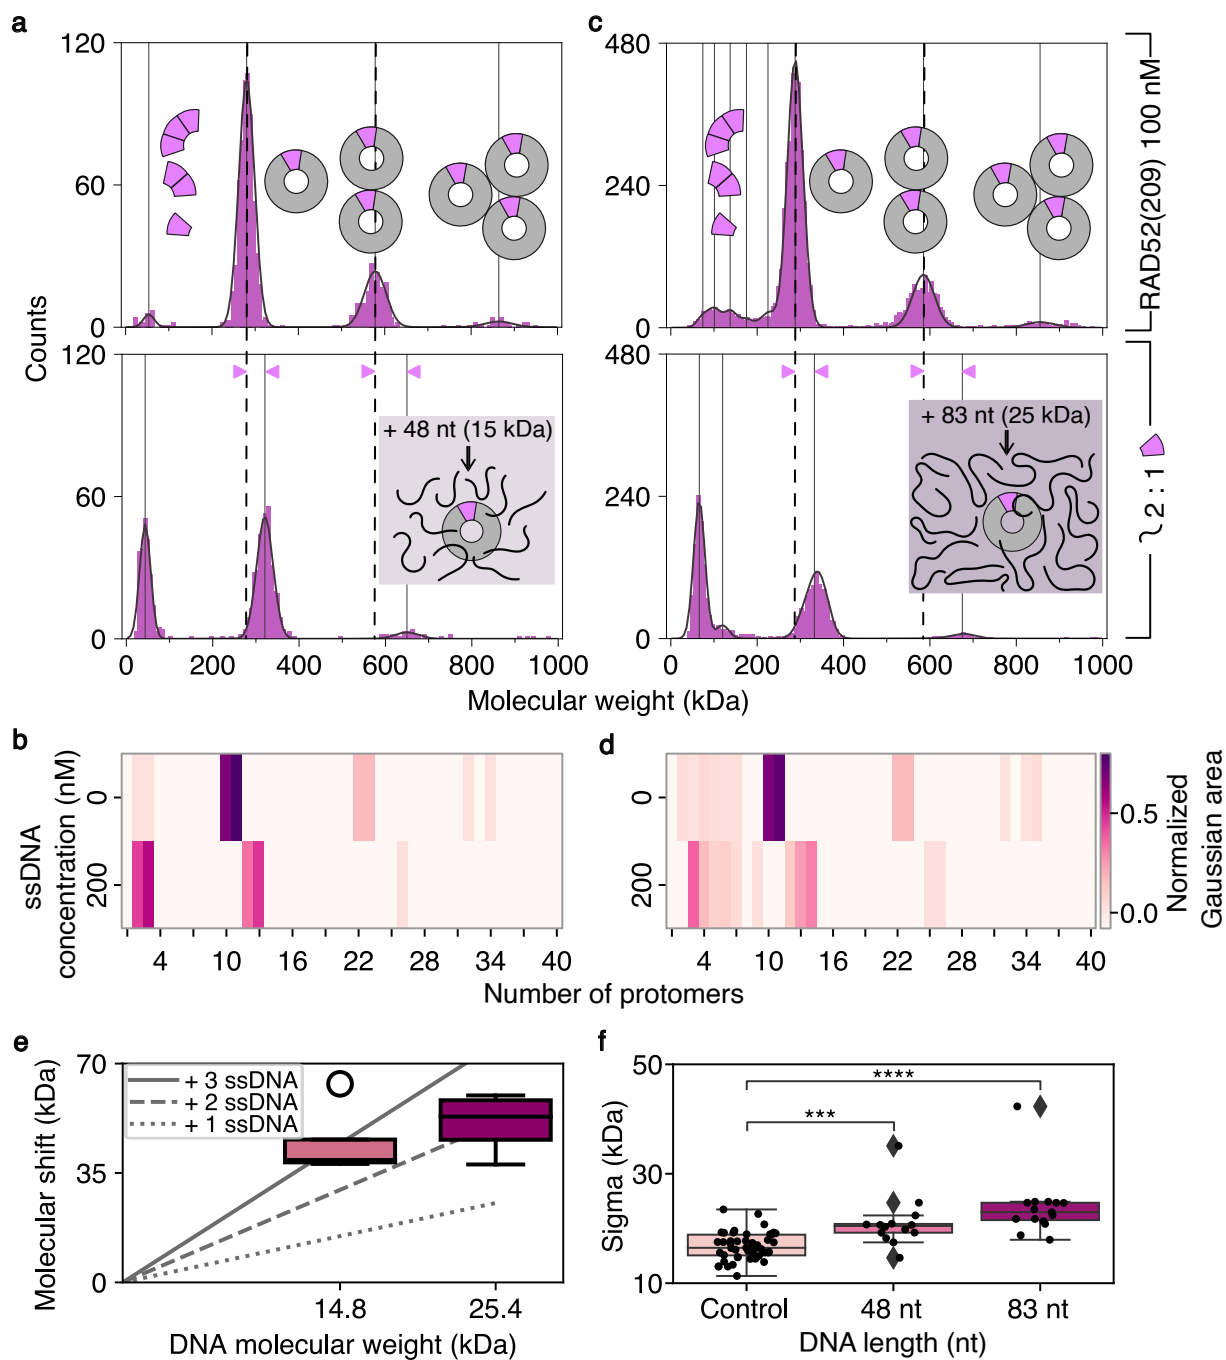 a
c
120
60
0
Counts
480
240
0
RAD52(209) 100 nM
120
60
0
+ 48 nt (15 kDa)
480
240
0
+ 83 nt (25 kDa)
2 : 1
0 200 400 600 800 1000
0 200 400 600 800 1000
Molecular weight (kDa)
b
d
ssDNA
concentration (nM)
0
200
0
200
4 10 16 22 28 34 40
4 10 16 22 28 34 40
Number of protomers
0.5
0.0
Normalized
Gaussian area
e
70
35
0
Molecular shift (kDa)
+ 3 ssDNA
+ 2 ssDNA
+ 1 ssDNA
14.8 25.4
DNA molecular weight (kDa)
f
50
30
10
Sigma (kDa)
****
***
Control 48 nt 83 nt
DNA length (nt)